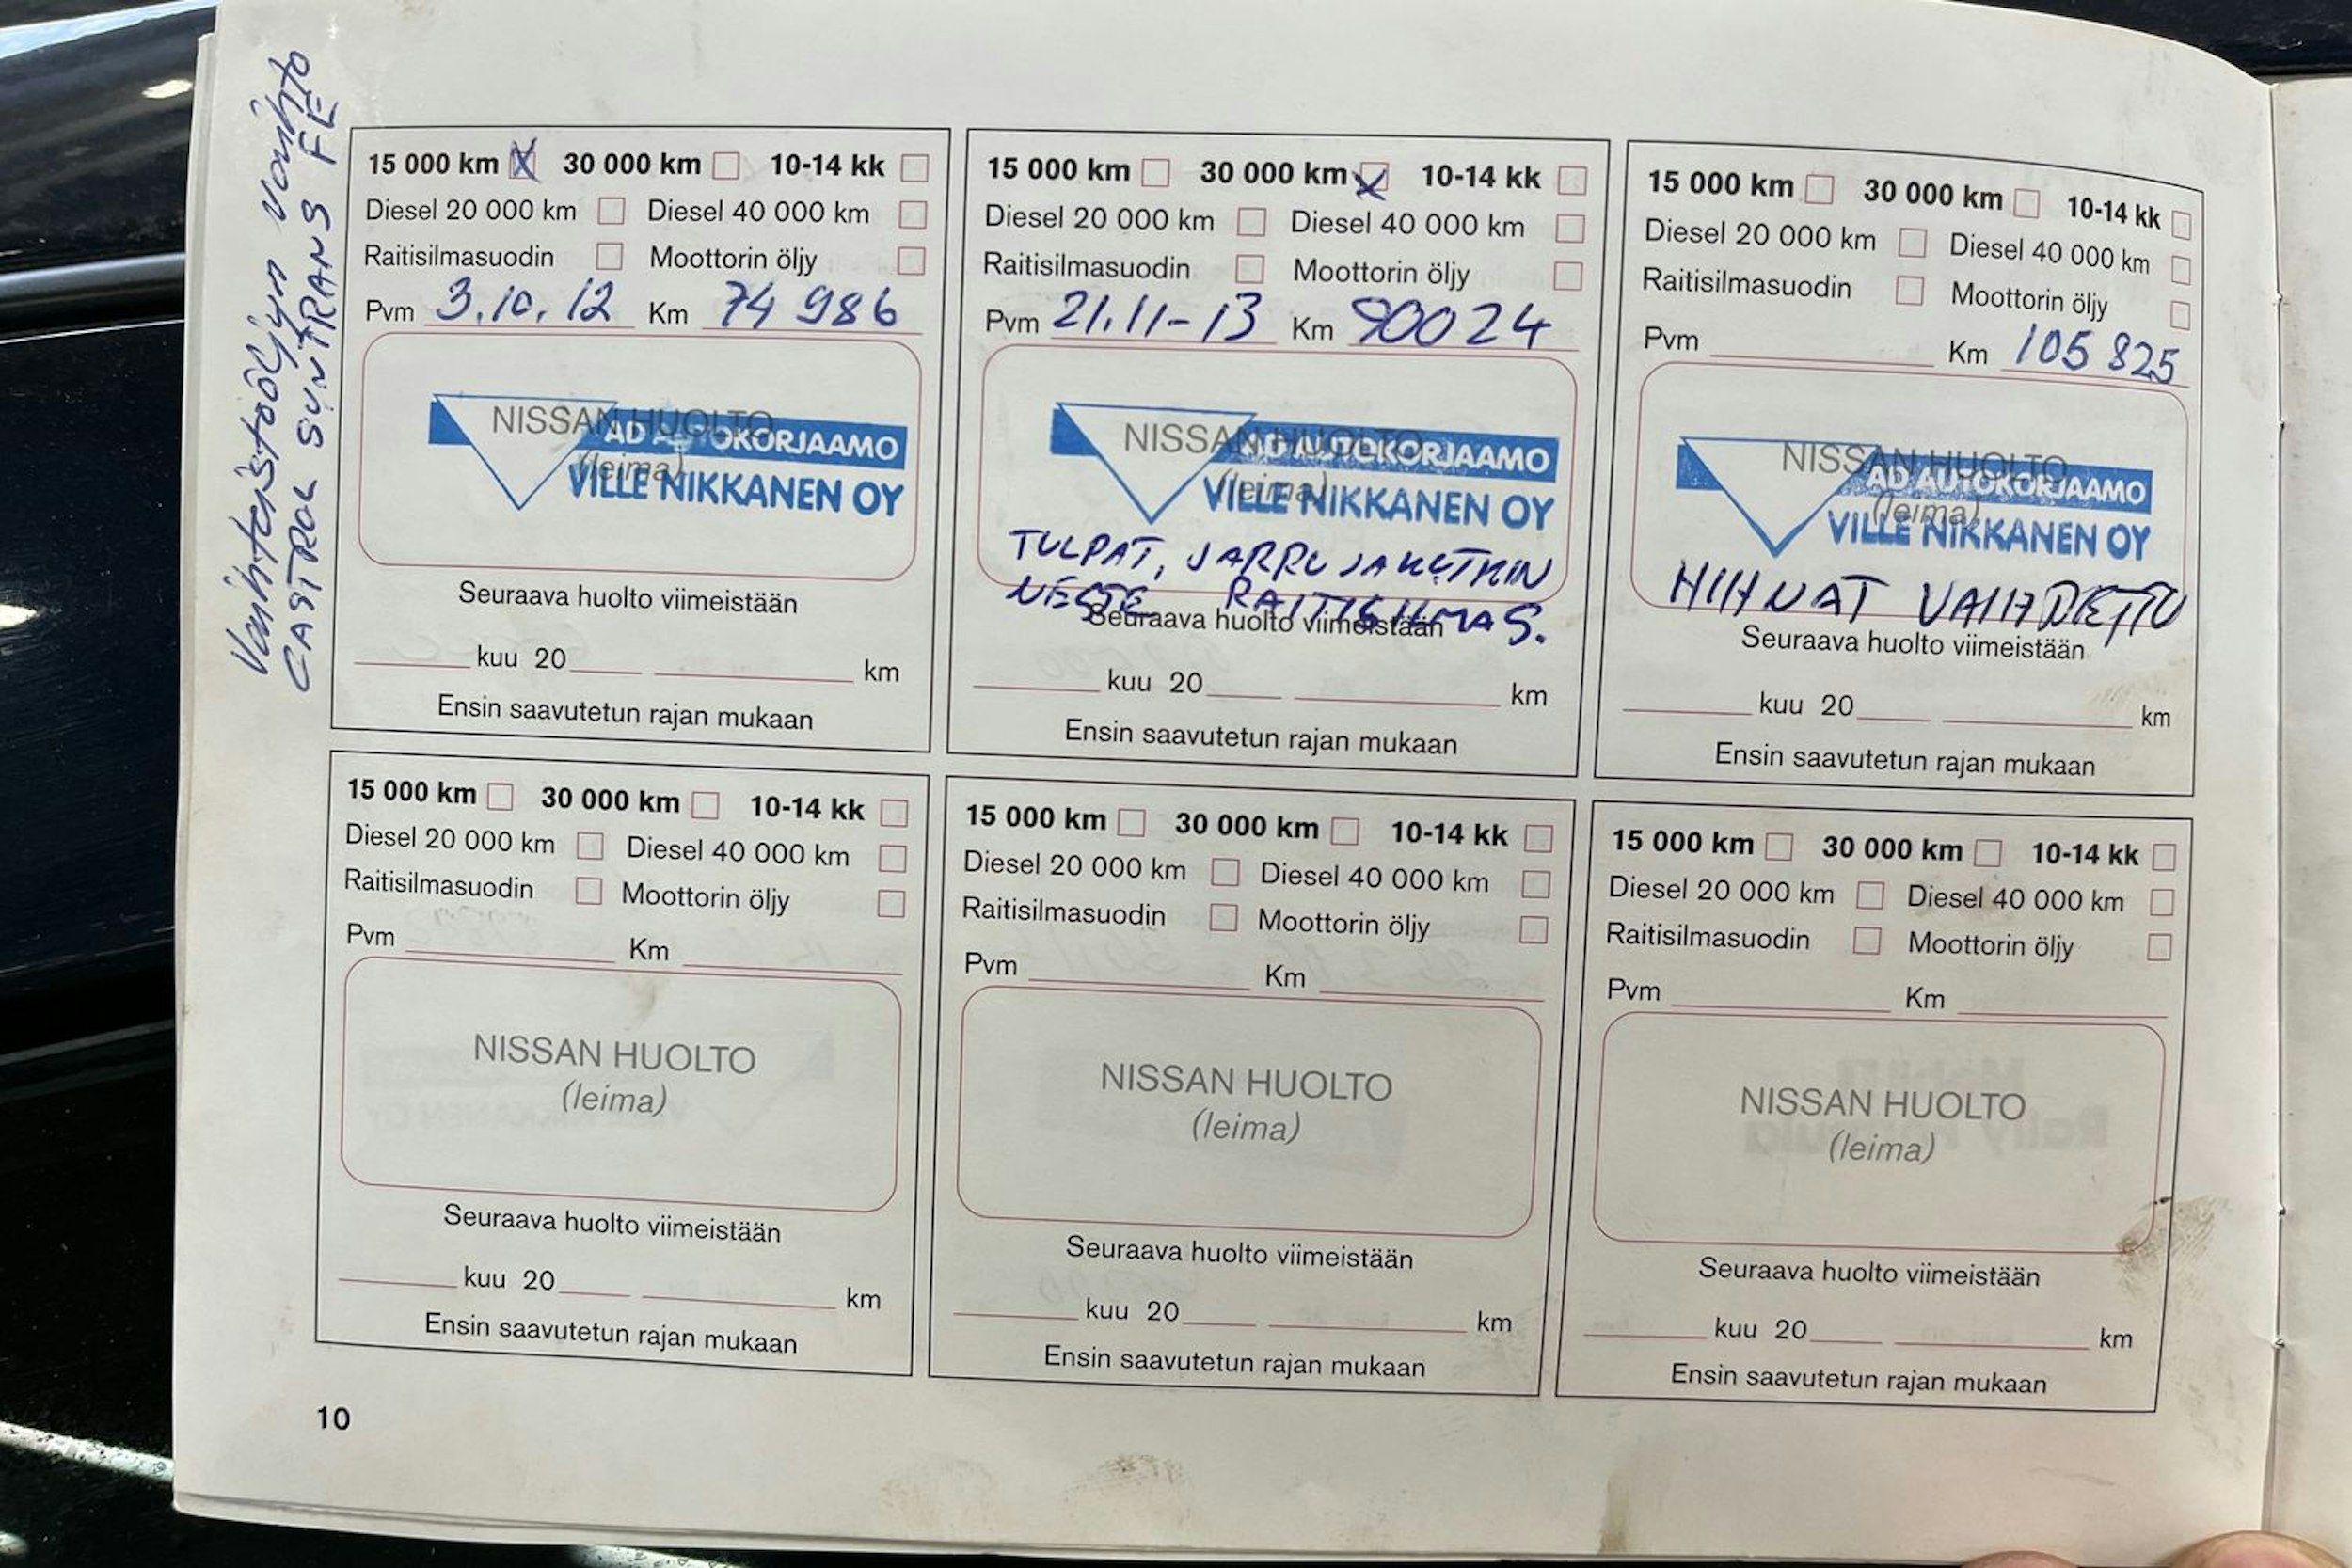 Vaihteistoöljyn vaihto
CASTROL SYNTRANS FE
15 000 km X 30 000 km 10-14 kk
Diesel 20 000 km Diesel 40 000 km
Raitisilmasuodin Moottorin öljy
Pvm 3.10.12 Km 74 986
NISSAN HUOLTO
(leima)
AD AUTOKORJAAMO
VILLE NIKKANEN OY
Seuraava huolto viimeistään
kuu 20 km
Ensin saavutetun rajan mukaan
15 000 km 30 000 km X 10-14 kk
Diesel 20 000 km Diesel 40 000 km
Raitisilmasuodin Moottorin öljy
Pvm 21.11-13 Km 90024
NISSAN HUOLTO
(leima)
AD AUTOKORJAAMO
VILLE NIKKANEN OY
TULPAT, JARRU JA KYTKIN
NESTE RAITISILMAS.
Seuraava huolto viimeistään
kuu 20 km
Ensin saavutetun rajan mukaan
15 000 km 30 000 km 10-14 kk
Diesel 20 000 km Diesel 40 000 km
Raitisilmasuodin Moottorin öljy
Pvm Km 105 825
NISSAN HUOLTO
(leima)
AD AUTOKORJAAMO
VILLE NIKKANEN OY
HIHNAT VAIHDETTU
Seuraava huolto viimeistään
kuu 20 km
Ensin saavutetun rajan mukaan
15 000 km 30 000 km 10-14 kk
Diesel 20 000 km Diesel 40 000 km
Raitisilmasuodin Moottorin öljy
Pvm Km
NISSAN HUOLTO
(leima)
Seuraava huolto viimeistään
kuu 20 km
Ensin saavutetun rajan mukaan
15 000 km 30 000 km 10-14 kk
Diesel 20 000 km Diesel 40 000 km
Raitisilmasuodin Moottorin öljy
Pvm Km
NISSAN HUOLTO
(leima)
Seuraava huolto viimeistään
kuu 20 km
Ensin saavutetun rajan mukaan
15 000 km 30 000 km 10-14 kk
Diesel 20 000 km Diesel 40 000 km
Raitisilmasuodin Moottorin öljy
Pvm Km
NISSAN HUOLTO
(leima)
Seuraava huolto viimeistään
kuu 20 km
Ensin saavutetun rajan mukaan
10